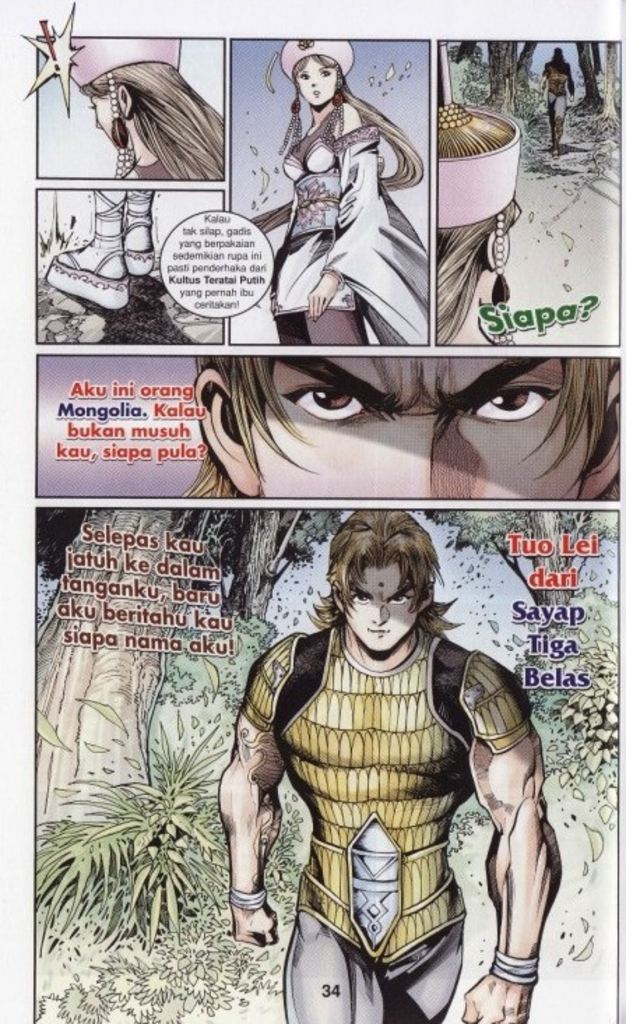 !
Kalau
tak silap, gadis
yang berpakaian
sedemikian rupa ini
pasti penderhaka dari
Kultus Teratai Putih
yang pernah ibu
ceritakan!
Siapa?
Aku ini orang
Mongolia. Kalau
bukan musuh
kau, siapa pula?
Selepas kau
jatuh ke dalam
tanganku, baru
aku beritahu kau
siapa nama aku!
Tuo Lei
dari
Sayap
Tiga
Belas
34